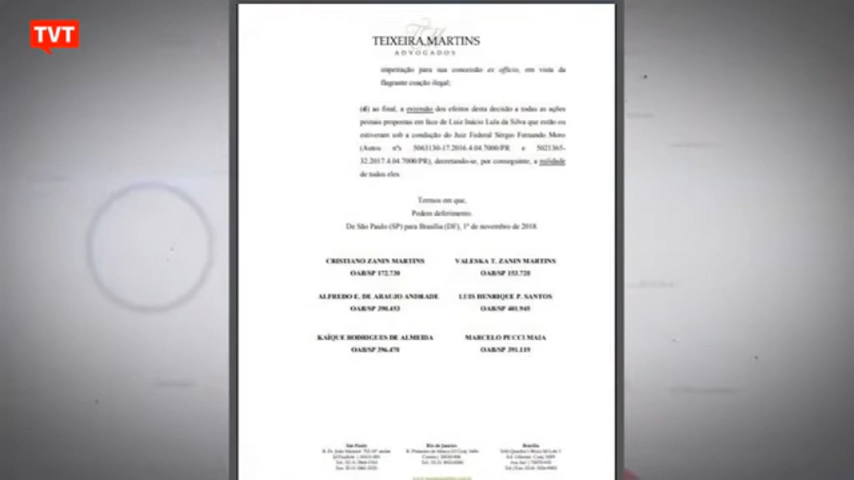 TVT
TEIXEIRA MARTINS
ADVOGADOS
impetração para sua concessão ex officio, em vista da
flagrante coação ilegal;
(d) ao final, a extensão dos efeitos desta decisão a todas as ações
penais propostas em face de Luiz Inácio Lula da Silva que estão ou
estiveram sob a condução do Juiz Federal Sérgio Fernando Moro
(Autos nºs 5063130-17.2016.4.04.7000/PR e 5021365-
32.2017.4.04.7000/PR), decretando-se, por conseguinte, a nulidade
de todos eles.
Termos em que,
Pedem deferimento.
De São Paulo (SP) para Brasília (DF), 1º de novembro de 2018.
CRISTIANO ZANIN MARTINS
OAB/SP 172.730
VALESKA T. ZANIN MARTINS
OAB/SP 153.720
ALFREDO E. DE ARAUJO ANDRADE
OAB/SP 390.453
LUIS HENRIQUE P. SANTOS
OAB/SP 401.945
KAÍQUE RODRIGUES DE ALMEIDA
OAB/SP 396.470
MARCELO PUCCI MAIA
OAB/SP 391.119
São Paulo
Rio de Janeiro
Brasília